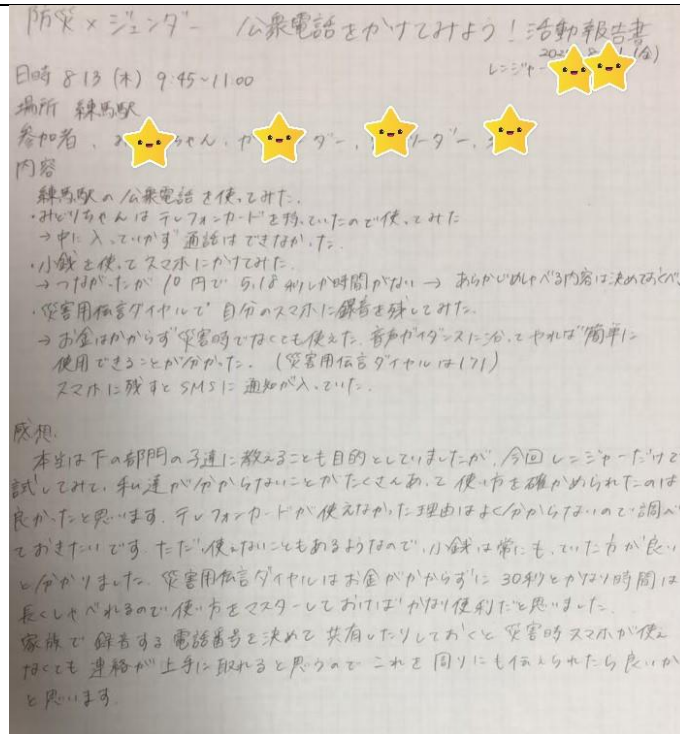 防災×ジェンダー 公衆電話をかけてみよう！活動報告書
(金)
レンジャー
日時 8.13 (木) 9:45~11:00
場所 練馬駅
参加者、 ちゃん、 ダー、 リーダー、
内容
練馬駅の公衆電話を使ってみた。
・みどりちゃんはテレフォンカードを持っていたので使ってみた
→中に入っていかず通話はできなかった。
・小銭を使ってスマホにかけてみた。
→つながったが10円で5,18秒しか時間がない→あらかじめしゃべる内容は決めておくべ
・災害用伝言ダイヤルで自分のスマホに録音を残してみた。
→お金はかからず災害時でなくても使えた。音声ガイダンスに沿ってやれば簡単に
使用できることが分かった。(災害用伝言ダイヤルは171)
スマホに残すとSMSに通知が入っていた。
感想、
本当は下の部門の子達に教えることも目的としていましたが、今回レンジャーだけで
試してみて、私達が分からないことがたくさんあって使い方を確かめられたのは
良かったと思います。テレフォンカードが使えなかった理由はよく分からないので調べ
ておきたいです。ただ、使えないこともあるようなので、小銭は常にもっていた方が良い
と分かりました。災害用伝言ダイヤルはお金がかからずに30秒とかなり時間は
長くしゃべれるので使い方をマスターしておけばかなり便利だと思いました。
家族で録音する電話番号を決めて共有したりしておくと災害時スマホが使え
なくても連絡が上手に取れると思うのでこれを周りにも伝えられたら良いか
と思います。